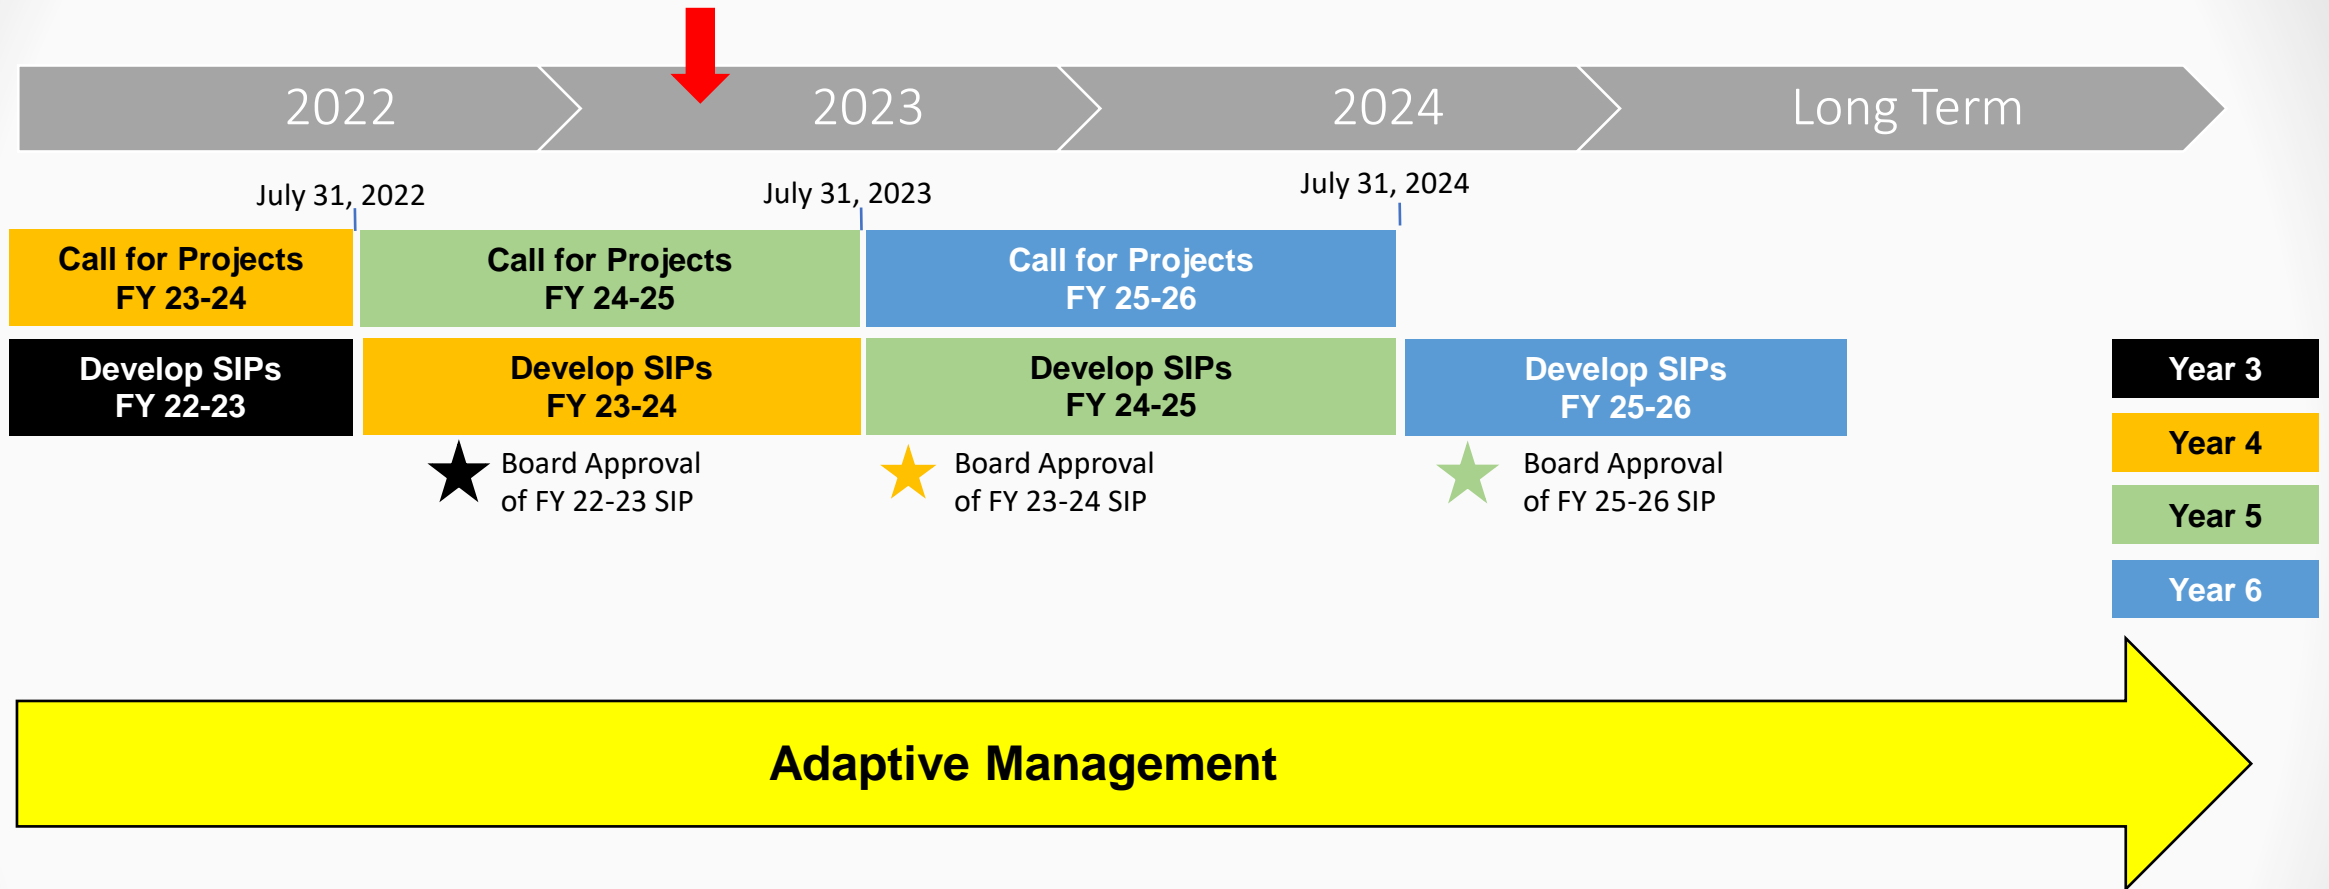 2022
2023
2024
Long Term
July 31, 2022
July 31, 2023
July 31, 2024
Call for Projects
FY 23-24
Call for Projects
FY 24-25
Call for Projects
FY 25-26
Develop SIPs
FY 22-23
Develop SIPs
FY 23-24
Develop SIPs
FY 24-25
Develop SIPs
FY 25-26
Board Approval
of FY 22-23 SIP
Board Approval
of FY 23-24 SIP
Board Approval
of FY 25-26 SIP
Year 3
Year 4
Year 5
Year 6
Adaptive Management